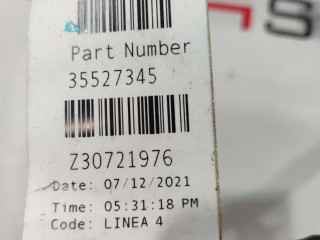 Part Number
35527345
Z30721976
Date: 07/12/2021
Time: 05:31:18 PM
Code: LINEA 4